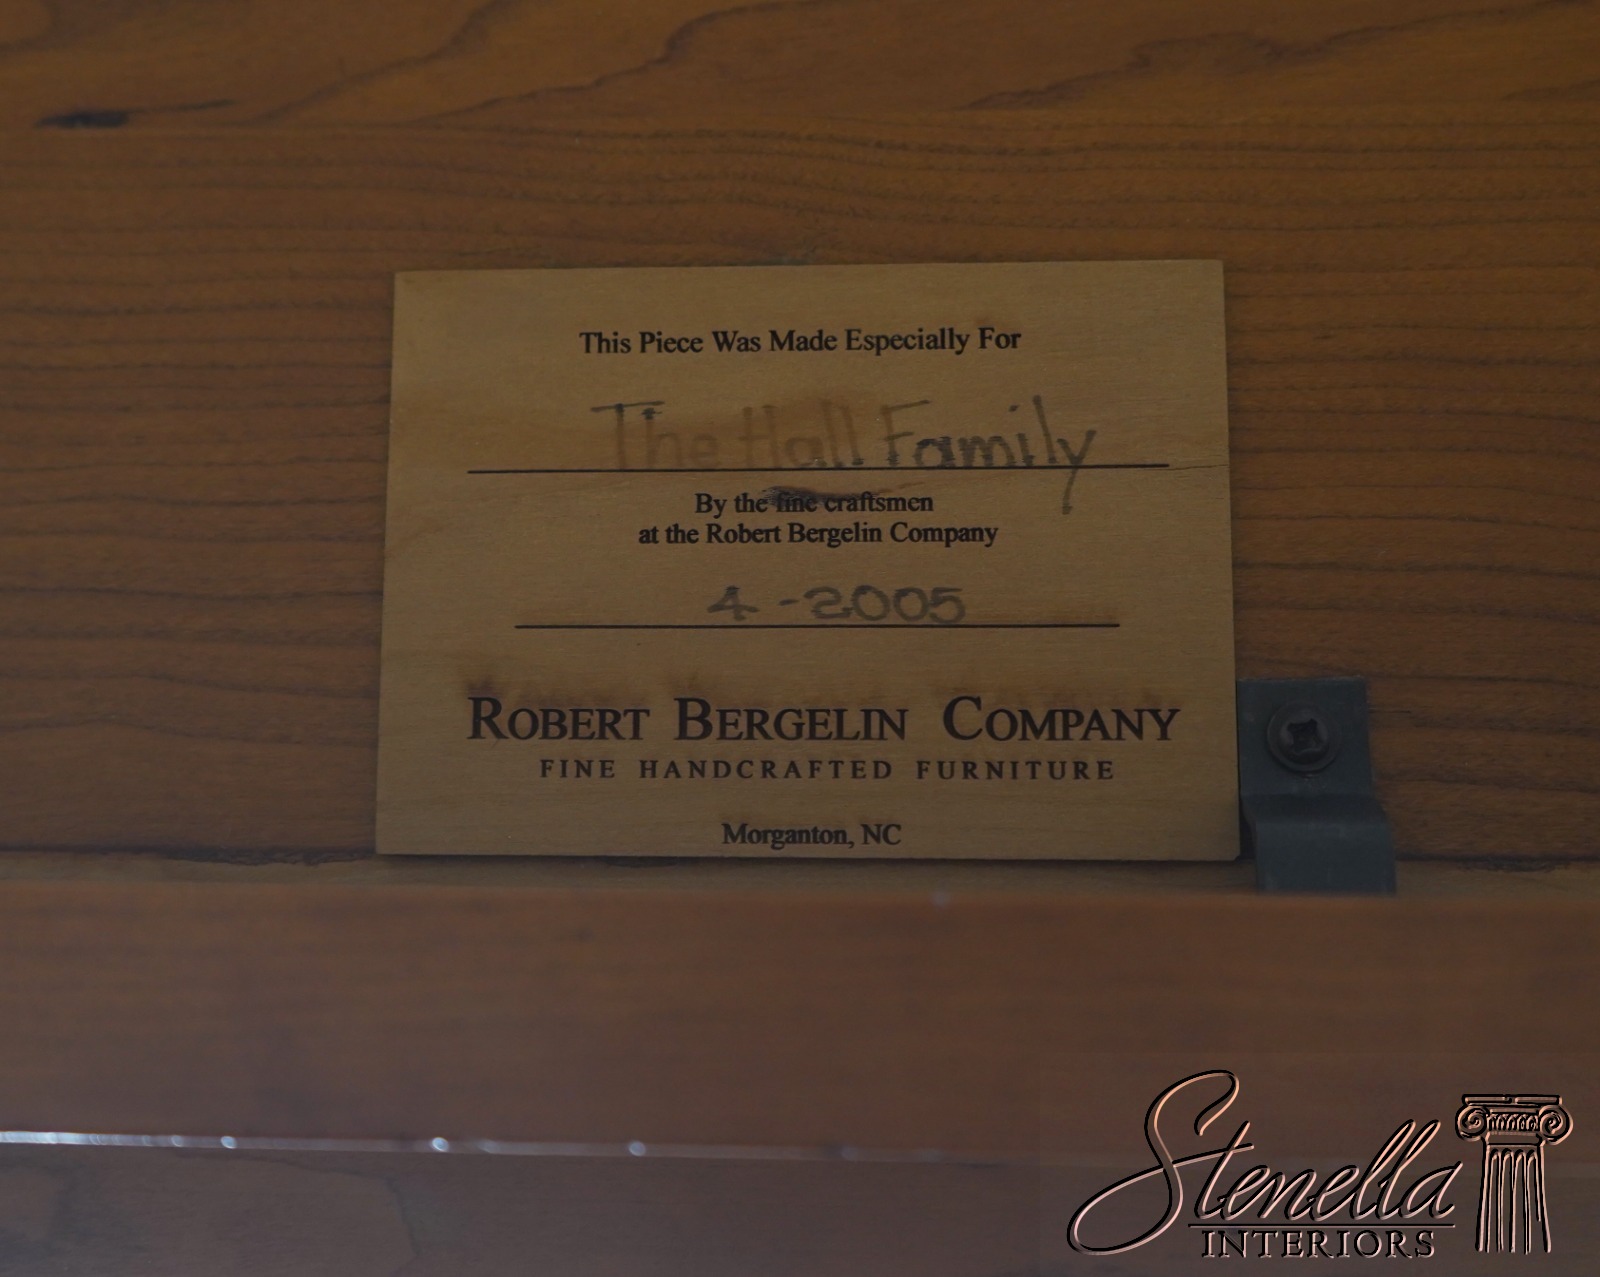 This Piece Was Made Especially For
The Hall Family
By the fine craftsmen
at the Robert Bergelin Company
4-2005
ROBERT BERGELIN COMPANY
FINE HANDCRAFTED FURNITURE
Morganton, NC
Stenella
INTERIORS